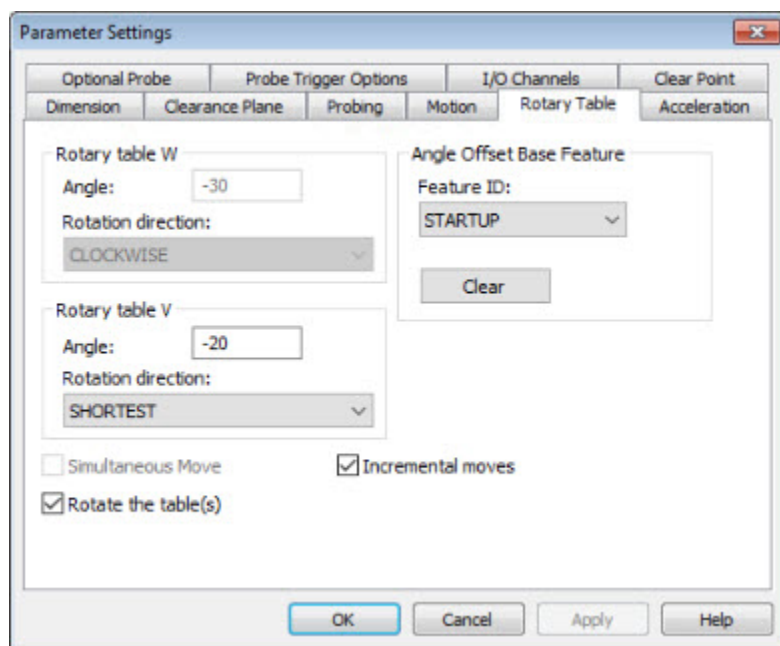 Parameter Settings
Optional Probe Probe Trigger Options I/O Channels Clear Point
Dimension Clearance Plane Probing Motion Rotary Table Acceleration
Rotary table W
Angle: -30
Rotation direction:
CLOCKWISE
Angle Offset Base Feature
Feature ID:
STARTUP
Clear
Rotary table V
Angle: -20
Rotation direction:
SHORTEST
Simultaneous Move Incremental moves
Rotate the table(s)
OK Cancel Apply Help